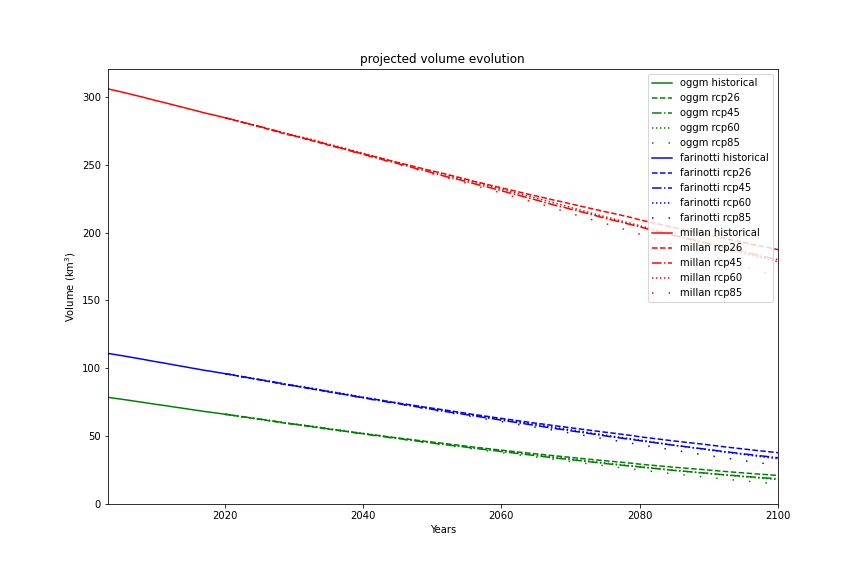 projected volume evolution
oggm historical
oggm rcp26
oggm rcp45
oggm rcp60
oggm rcp85
farinotti historical
farinotti rcp26
farinotti rcp45
farinotti rcp60
farinotti rcp85
millan historical
millan rcp26
millan rcp45
millan rcp60
millan rcp85
Volume (km³)
300
250
200
150
100
50
0
2020
2040
2060
2080
2100
Years